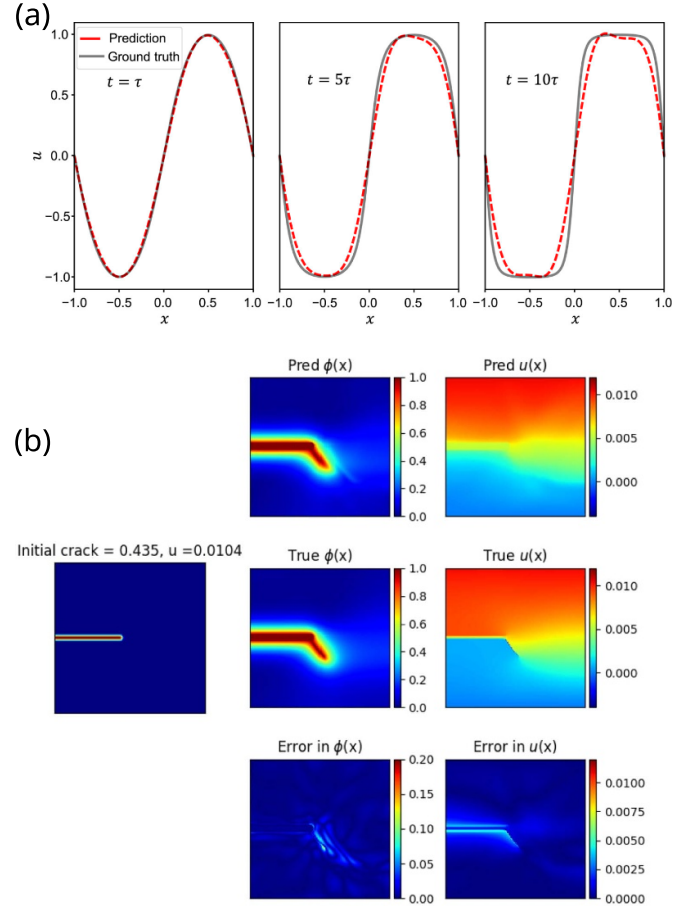 (a)
Prediction
Ground truth
t = τ
t = 5τ
t = 10τ
1.0
0.5
0.0
−0.5
−1.0
u
−1.0 −0.5 0.0 0.5 1.0
−1.0 −0.5 0.0 0.5 1.0
−1.0 −0.5 0.0 0.5 1.0
x
x
x
(b)
Pred ϕ(x)
1.0
0.8
0.6
0.4
0.2
0.0
Pred u(x)
0.010
0.005
0.000
Initial crack = 0.435, u =0.0104
True ϕ(x)
1.0
0.8
0.6
0.4
0.2
0.0
True u(x)
0.010
0.005
0.000
Error in ϕ(x)
0.20
0.15
0.10
0.05
0.00
Error in u(x)
0.0100
0.0075
0.0050
0.0025
0.0000